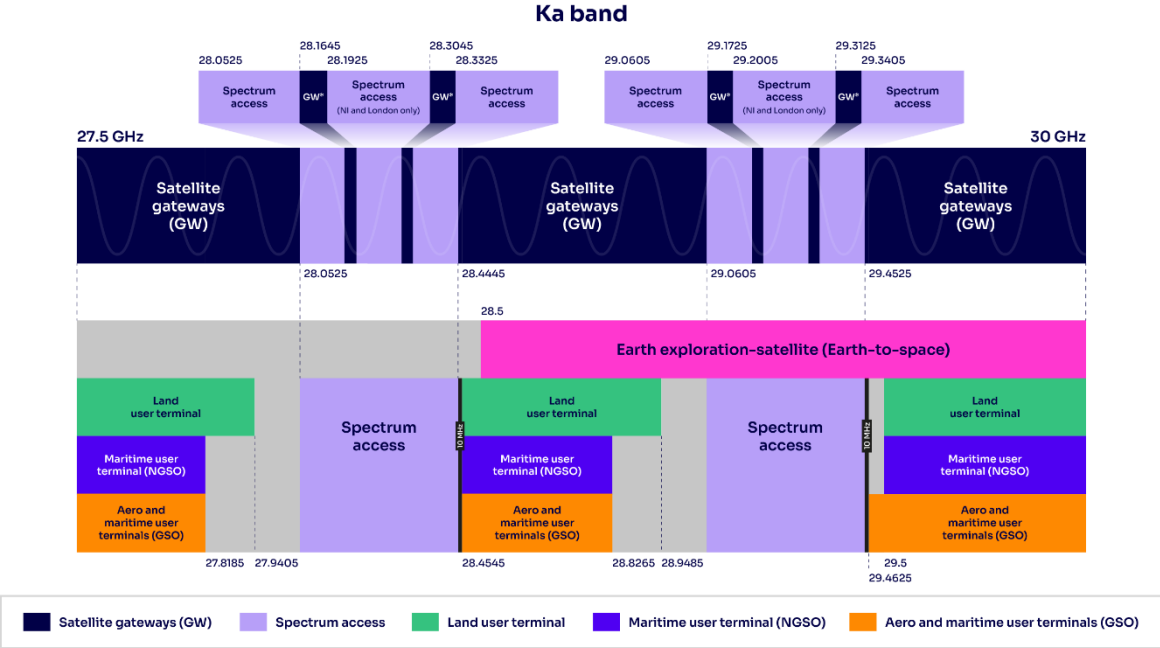 Ka band
28.1645
28.3045
29.1725
29.3125
28.0525
28.1925
28.3325
29.0605
29.2005
29.3405
Spectrum
access
GW*
Spectrum
access
(NI and London only)
GW*
Spectrum
access
Spectrum
access
GW*
Spectrum
access
(NI and London only)
GW*
Spectrum
access
27.5 GHz
30 GHz
Satellite
gateways
(GW)
Satellite
gateways
(GW)
Satellite
gateways
(GW)
28.0525
28.4445
29.0605
29.4525
28.5
Earth exploration-satellite (Earth-to-space)
Land
user terminal
Spectrum
access
Land
user terminal
Spectrum
access
Land
user terminal
10 MHz
10 MHz
Maritime user
terminal (NGSO)
Maritime user
terminal (NGSO)
Maritime user
terminal (NGSO)
Aero and
maritime user
terminals (GSO)
Aero and
maritime user
terminals (GSO)
Aero and
maritime user
terminals (GSO)
27.8185
27.9405
28.4545
28.8265
28.9485
29.5
29.4625
Satellite gateways (GW)
Spectrum access
Land user terminal
Maritime user terminal (NGSO)
Aero and maritime user terminals (GSO)